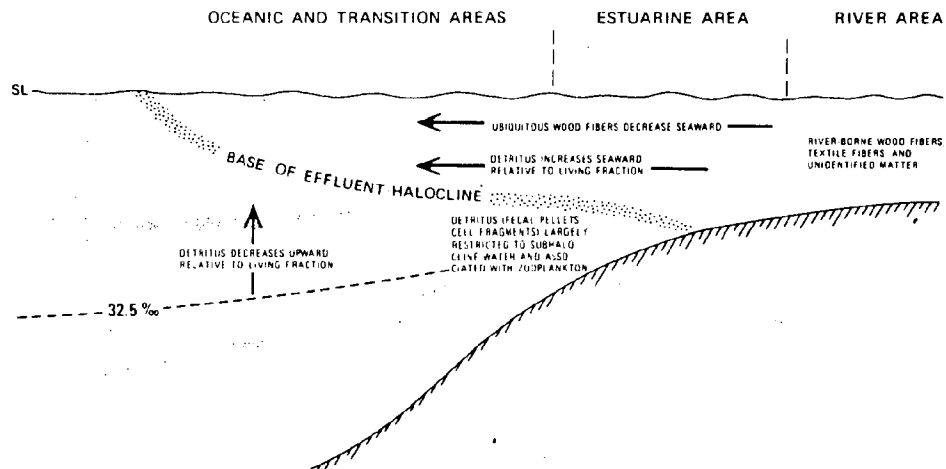 OCEANIC AND TRANSITION AREAS
ESTUARINE AREA
RIVER AREA
SL
UBIQUITOUS WOOD FIBERS DECREASE SEAWARD
RIVER-BORNE WOOD FIBERS,
TEXTILE FIBERS AND
UNIDENTIFIED MATTER
DETRITUS INCREASES SEAWARD
RELATIVE TO LIVING FRACTION
BASE OF EFFLUENT HALOCLINE
DETRITUS (FECAL PELLETS
CELL FRAGMENTS) LARGELY
RESTRICTED TO SUBHALO
CLINE WATER AND ASSO
CIATED WITH ZOOPLANKTON
DETRITUS DECREASES UPWARD
RELATIVE TO LIVING FRACTION
32.5 ‰